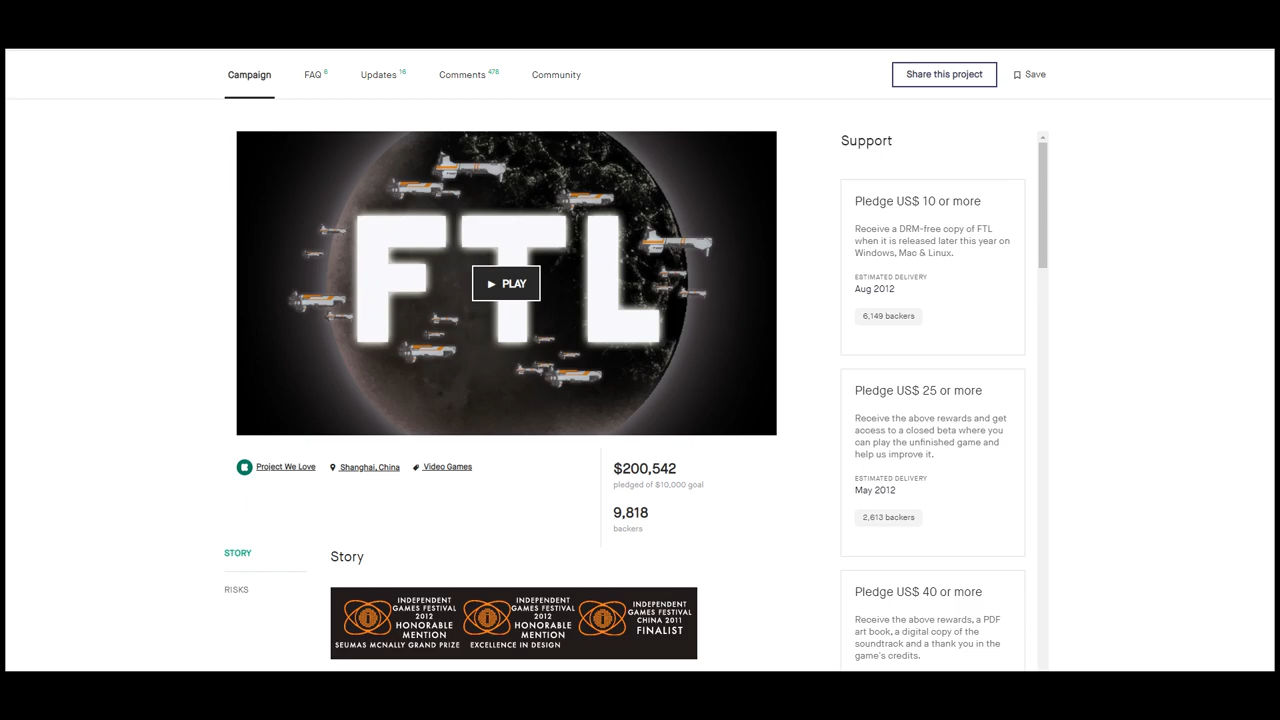 Campaign
FAQ 6
Updates 16
Comments 478
Community
Share this project
Save
FTL
PLAY
Project We Love
Shanghai, China
Video Games
$200,542
pledged of $10,000 goal
9,818
backers
STORY
RISKS
Story
INDEPENDENT
GAMES FESTIVAL
2012
HONORABLE
MENTION
SEUMAS MCNALLY GRAND PRIZE
INDEPENDENT
GAMES FESTIVAL
2012
HONORABLE
MENTION
EXCELLENCE IN DESIGN
INDEPENDENT
GAMES FESTIVAL
CHINA 2011
FINALIST
Support
Pledge US$ 10 or more
Receive a DRM-free copy of FTL
when it is released later this year on
Windows, Mac & Linux.
ESTIMATED DELIVERY
Aug 2012
6,149 backers
Pledge US$ 25 or more
Receive the above rewards and get
access to a closed beta where you
can play the unfinished game and
help us improve it.
ESTIMATED DELIVERY
May 2012
2,613 backers
Pledge US$ 40 or more
Receive the above rewards, a PDF
art book, a digital copy of the
soundtrack and a thank you in the
game's credits.